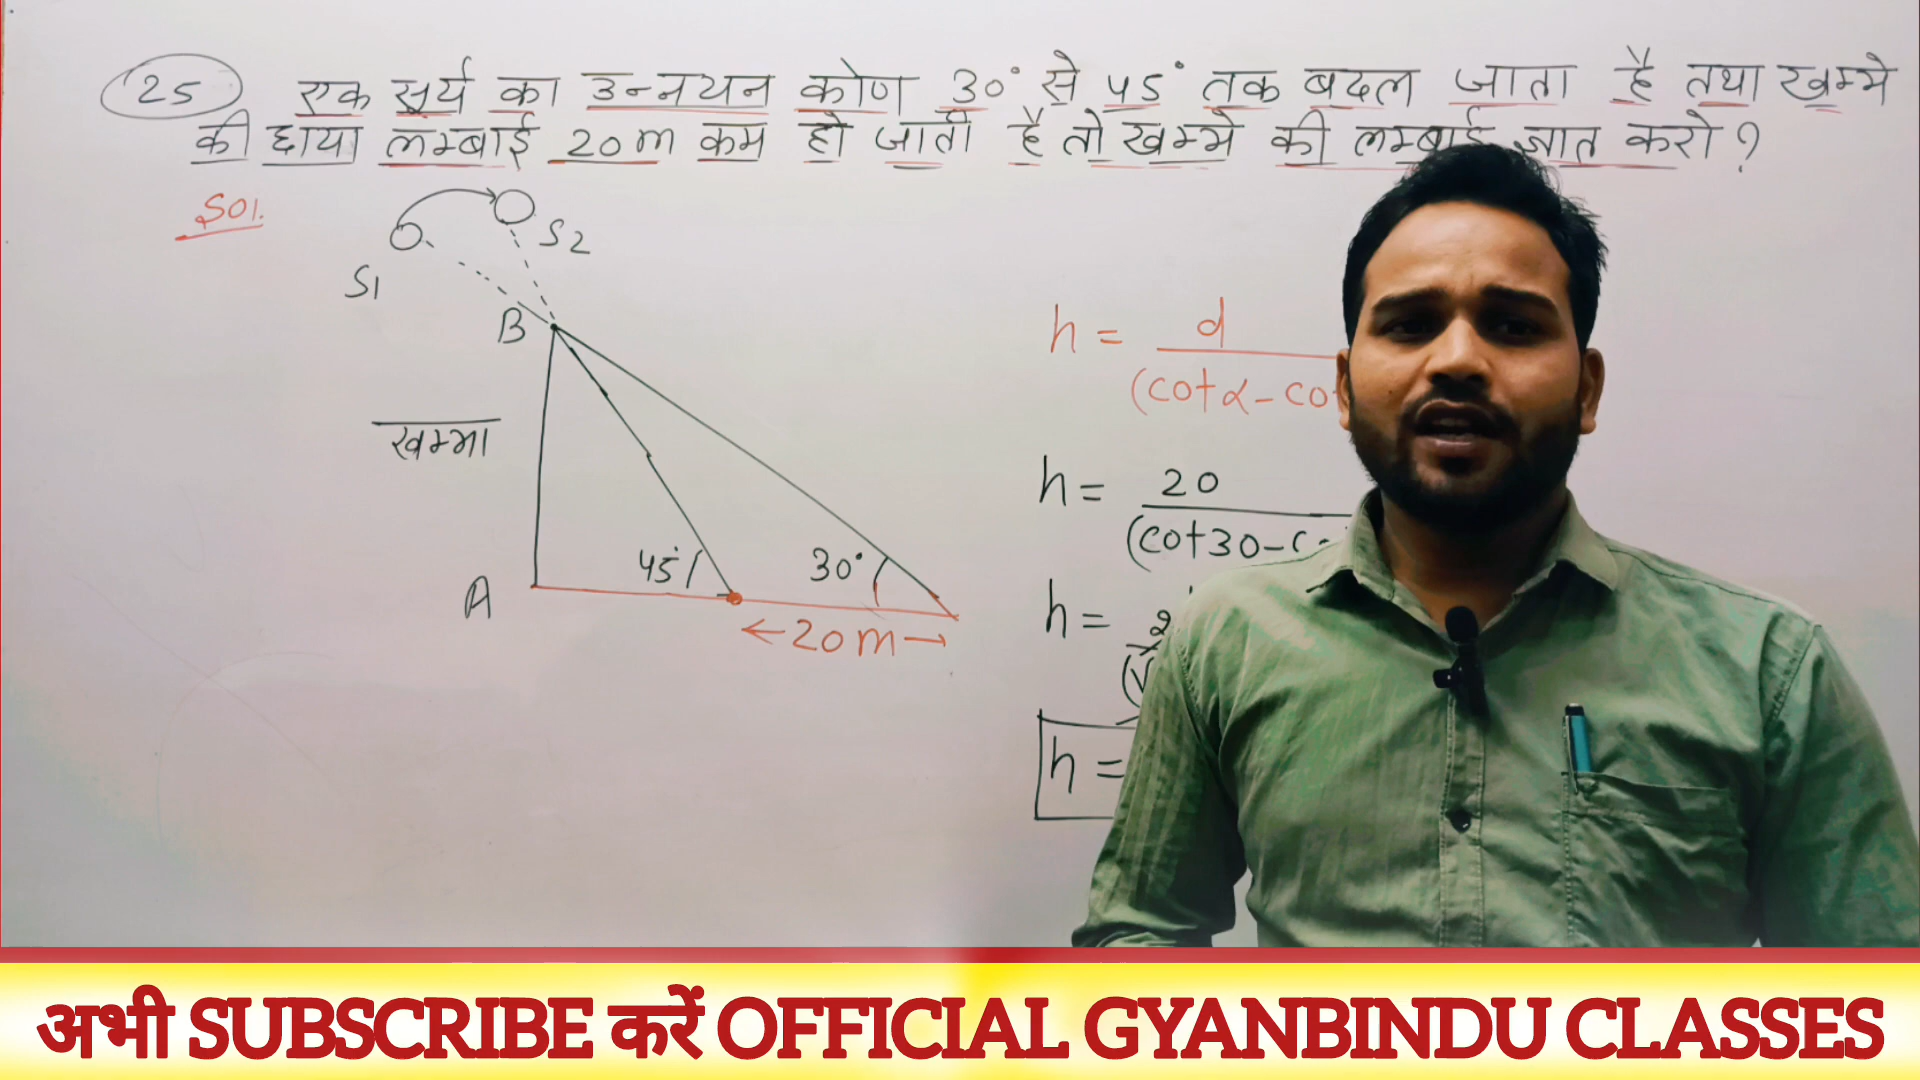 25 एक सूर्य का उन्नयन कोण 30° से 45° तक बदल जाता है तथा खम्भे
की छाया लम्बाई 20m कम हो जाती है तो खम्भे की लम्बाई ज्ञात करो ?
Sol.
S2
S1
B
खम्भा
45°
30°
A
←20m→
h = d
(cotα-co
h = 20
(cot30-c
h = 2
(√
h =
अभी SUBSCRIBE करें OFFICIAL GYANBINDU CLASSES